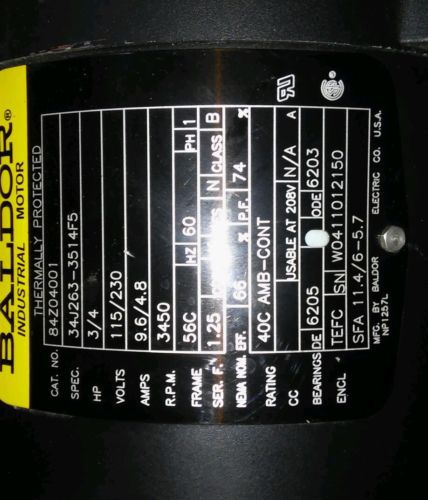 BALDOR®
INDUSTRIAL MOTOR
THERMALLY PROTECTED
CAT. NO. 84Z04001
SPEC. 34J263-3514F5
HP 3/4
VOLTS 115/230
AMPS 9.6/4.8
R.P.M. 3450
FRAME 56C HZ 60 PH 1
SER. F. 1.25 N CLASS B
NEMA NOM. EFF. 66 % P.F. 74 %
RATING 40C AMB-CONT
CC USABLE AT 208V N/A A
BEARINGS DE 6205 ODE 6203
ENCL TEFC SN W0411012150
SFA 11.4/6-5.7
MFG. BY BALDOR ELECTRIC CO. U.S.A.
NP1257L